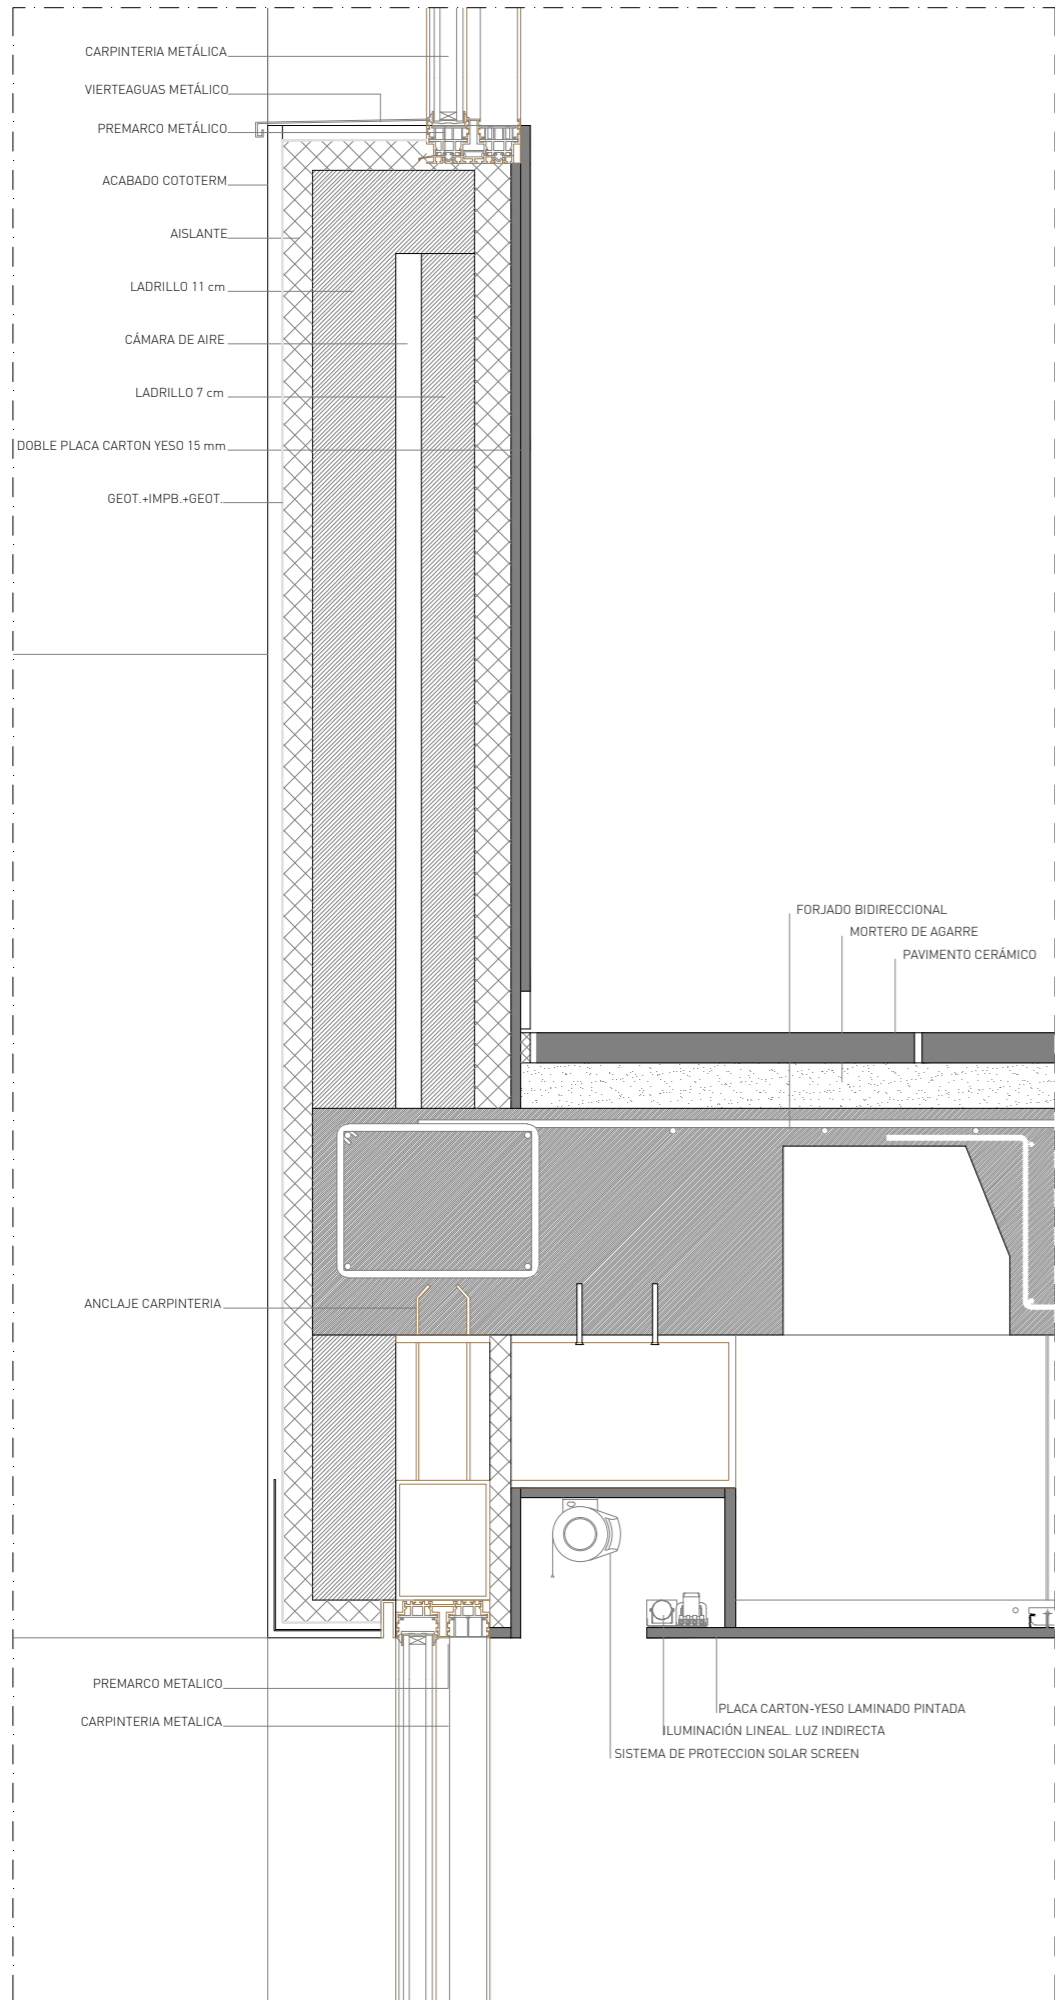 CARPINTERIA METÁLICA
VIERTEAGUAS METÁLICO
PREMARCO METÁLICO
ACABADO COTOTERM
AISLANTE
LADRILLO 11 cm
CÁMARA DE AIRE
LADRILLO 7 cm
DOBLE PLACA CARTON YESO 15 mm
GEOT.+IMPB.+GEOT.
FORJADO BIDIRECCIONAL
MORTERO DE AGARRE
PAVIMENTO CERÁMICO
ANCLAJE CARPINTERIA
PREMARCO METALICO
CARPINTERIA METALICA
PLACA CARTON-YESO LAMINADO PINTADA
ILUMINACIÓN LINEAL. LUZ INDIRECTA
SISTEMA DE PROTECCION SOLAR SCREEN